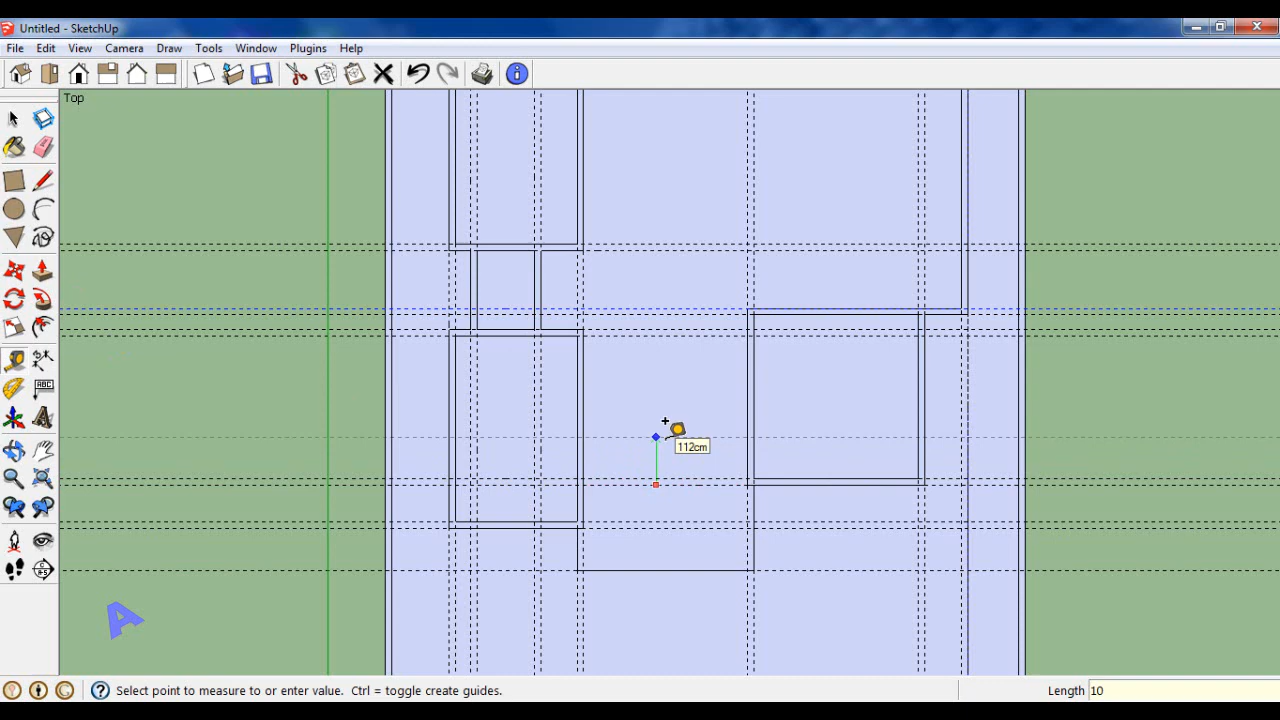 Untitled - SketchUp
File Edit View Camera Draw Tools Window Plugins Help
Top
ABC
112cm
A
Select point to measure to or enter value. Ctrl = toggle create guides.
Length 10